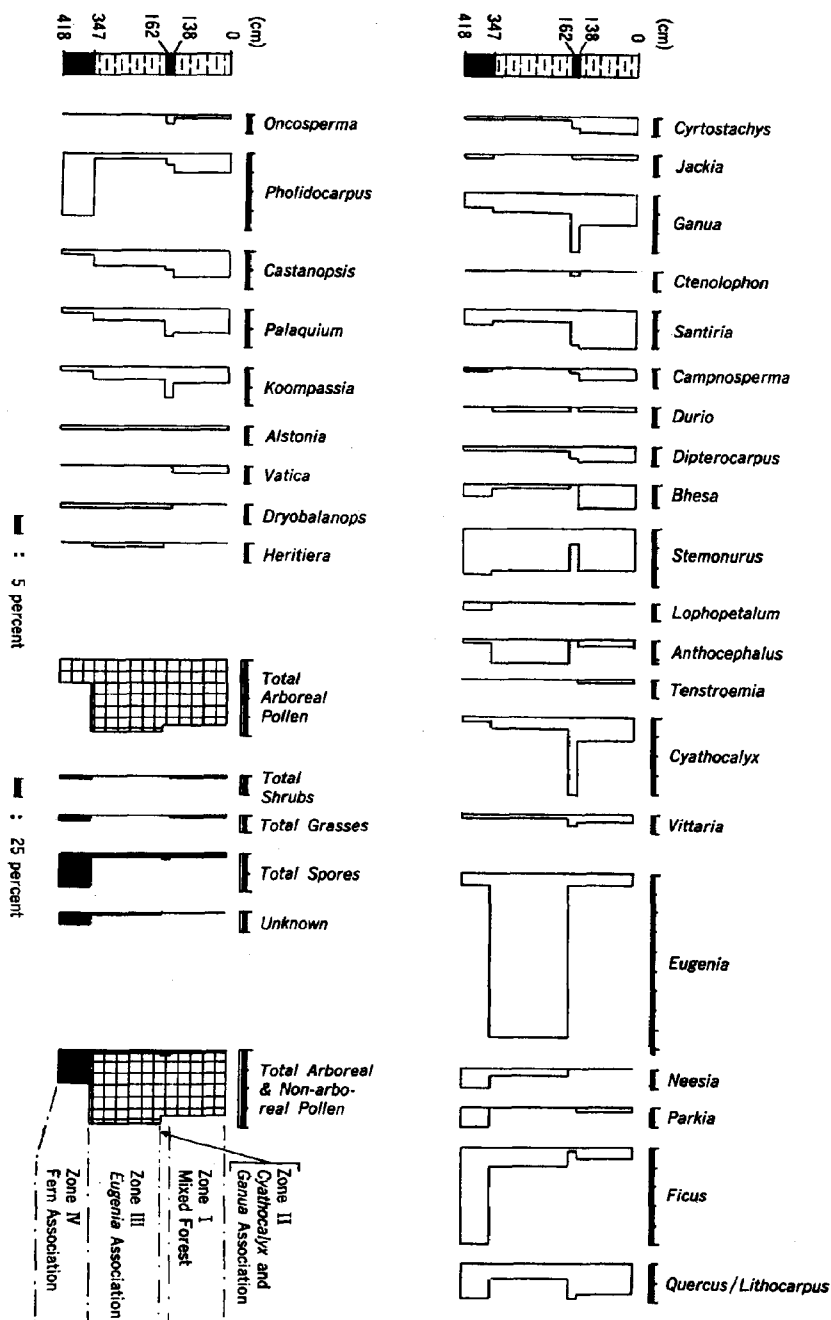 (cm)
0
138
162
347
418
Oncosperma
Pholidocarpus
Castanopsis
Palaquium
Koompassia
Alstonia
Vatica
Dryobalanops
Heritiera
: 5 percent
Total
Arboreal
Pollen
Total
Shrubs
Total Grasses
Total Spores
Unknown
: 25 percent
Total Arboreal
& Non-arbo-
real Pollen
Zone II
Cyathocalyx and
Ganua Association
Zone I
Mixed Forest
Zone III
Eugenia Association
Zone IV
Fern Association
(cm)
0
138
162
347
418
Cyrtostachys
Jackia
Ganua
Ctenolophon
Santiria
Campnosperma
Durio
Dipterocarpus
Bhesa
Stemonurus
Lophopetalum
Anthocephalus
Tenstroemia
Cyathocalyx
Vittaria
Eugenia
Neesia
Parkia
Ficus
Quercus/Lithocarpus